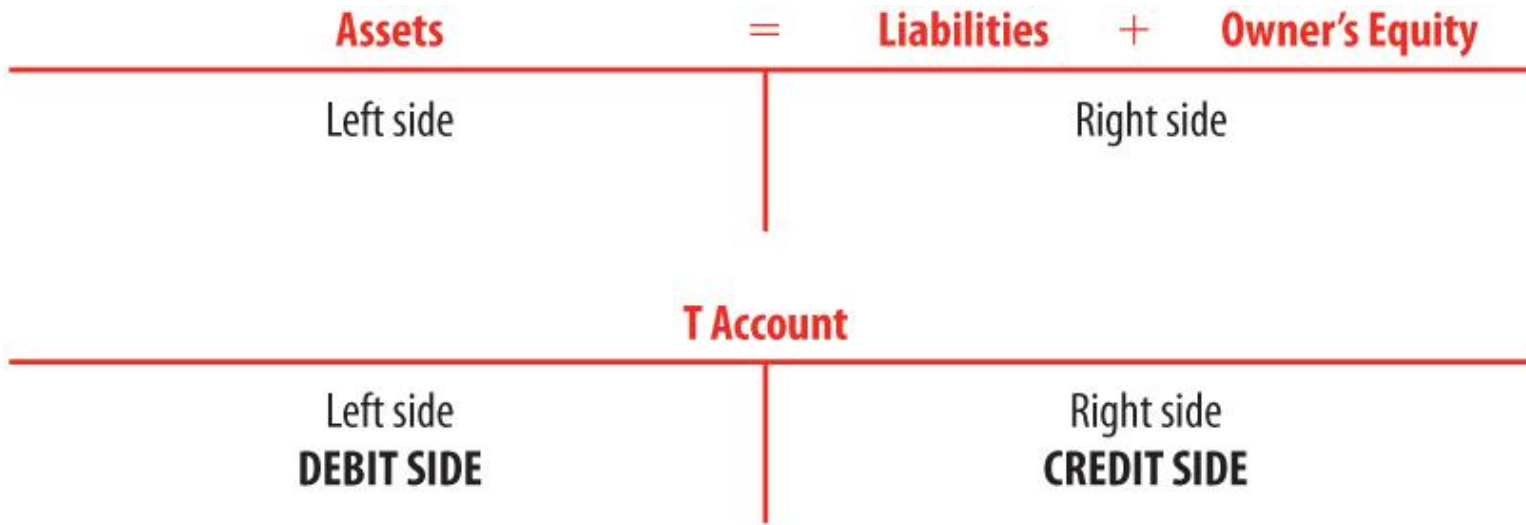 Assets = Liabilities + Owner's Equity
Left side Right side
T Account
Left side Right side
DEBIT SIDE CREDIT SIDE